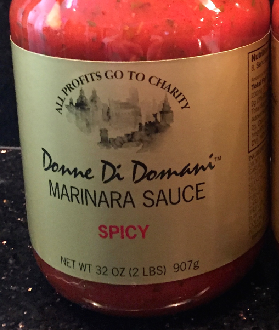 ALL PROFITS GO TO CHARITY
Donne Di Domani™
MARINARA SAUCE
SPICY
NET WT 32 OZ (2 LBS) 907g